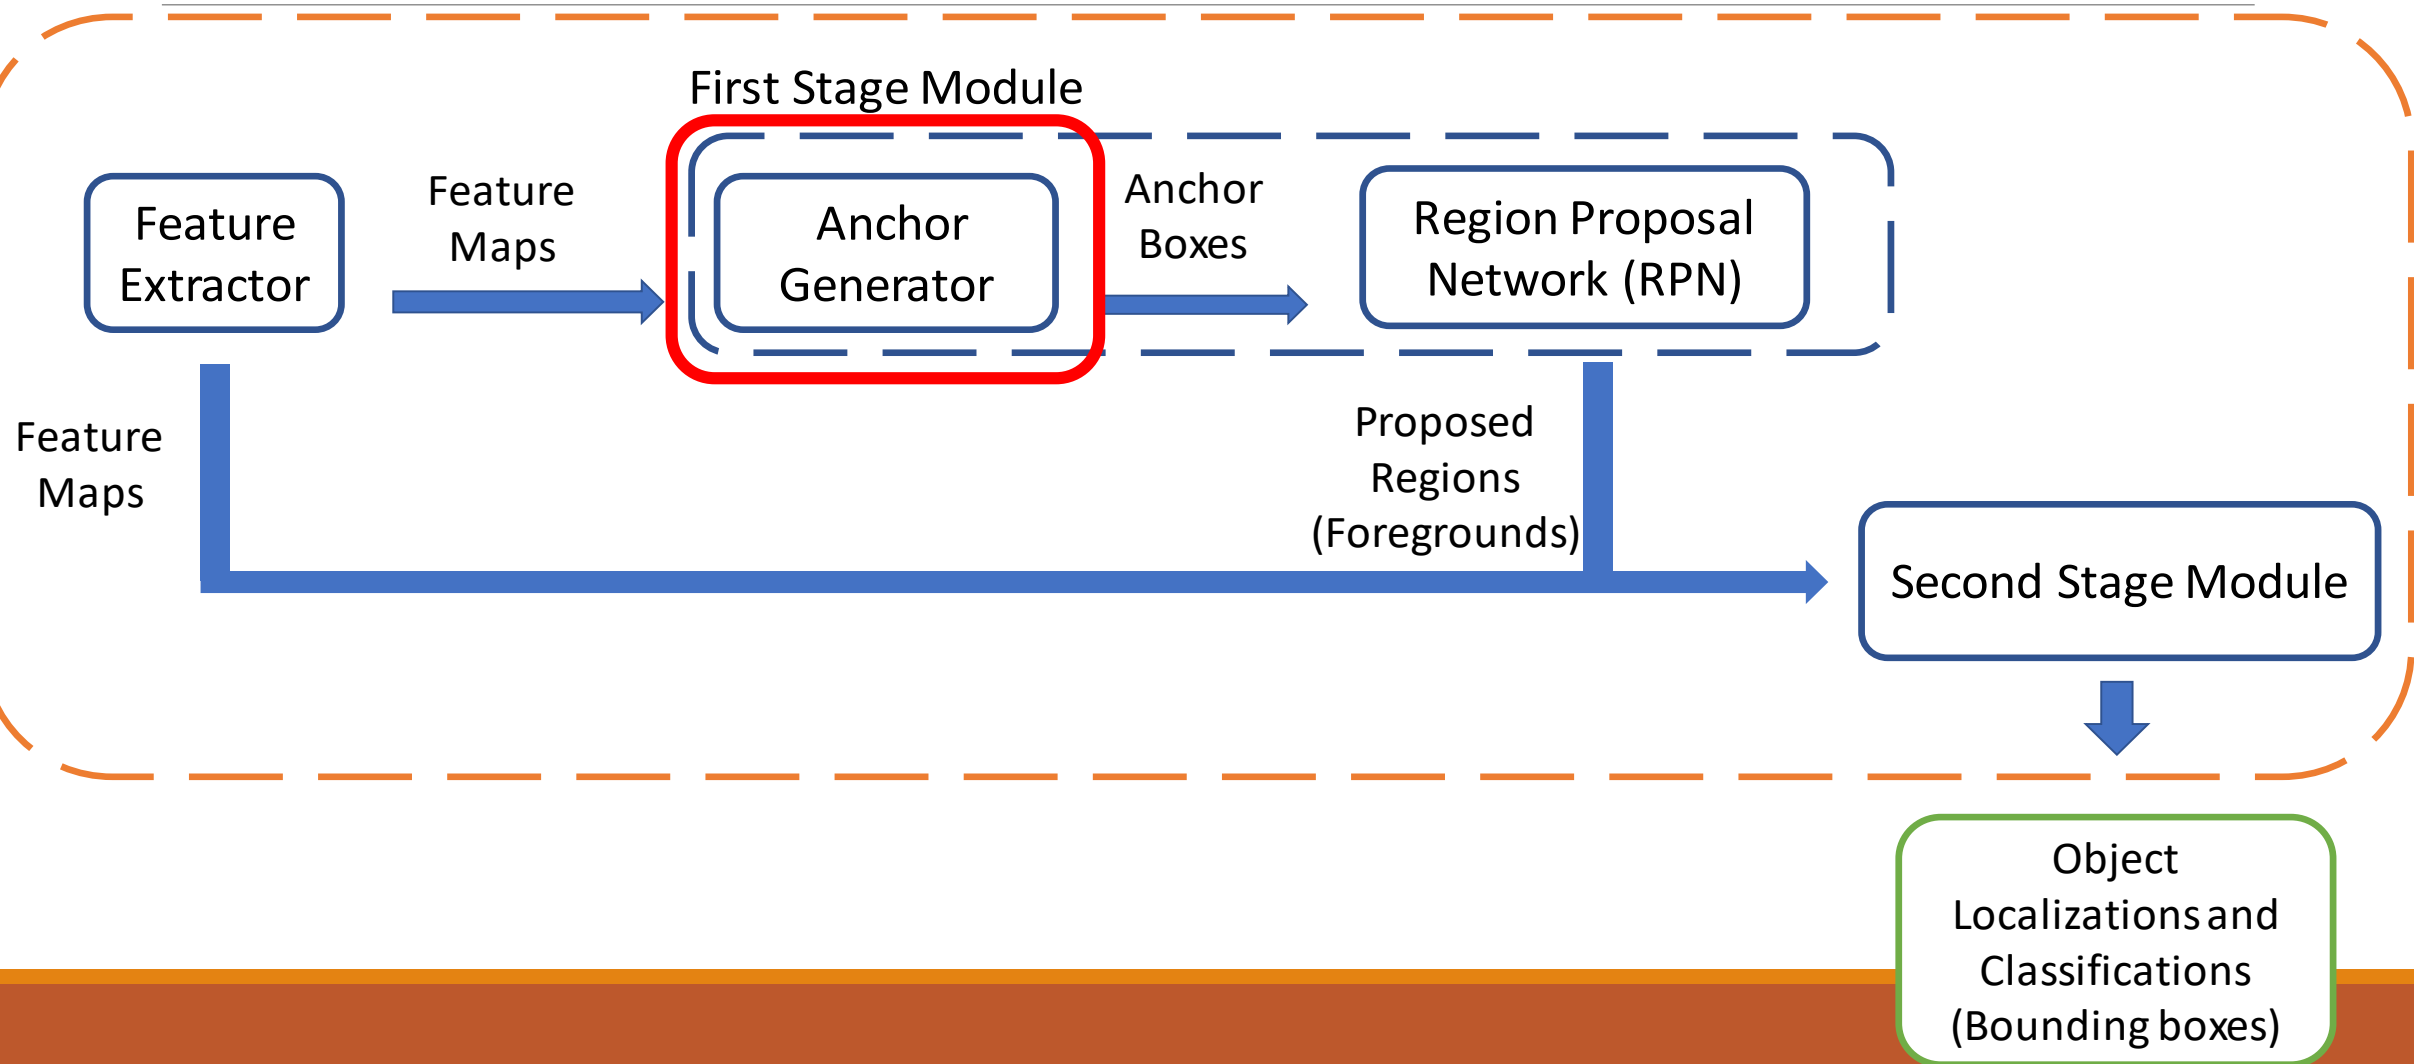 First Stage Module
Feature
Extractor
Feature
Maps
Anchor
Generator
Anchor
Boxes
Region Proposal
Network (RPN)
Feature
Maps
Proposed
Regions
(Foregrounds)
Second Stage Module
Object
Localizations and
Classifications
(Bounding boxes)